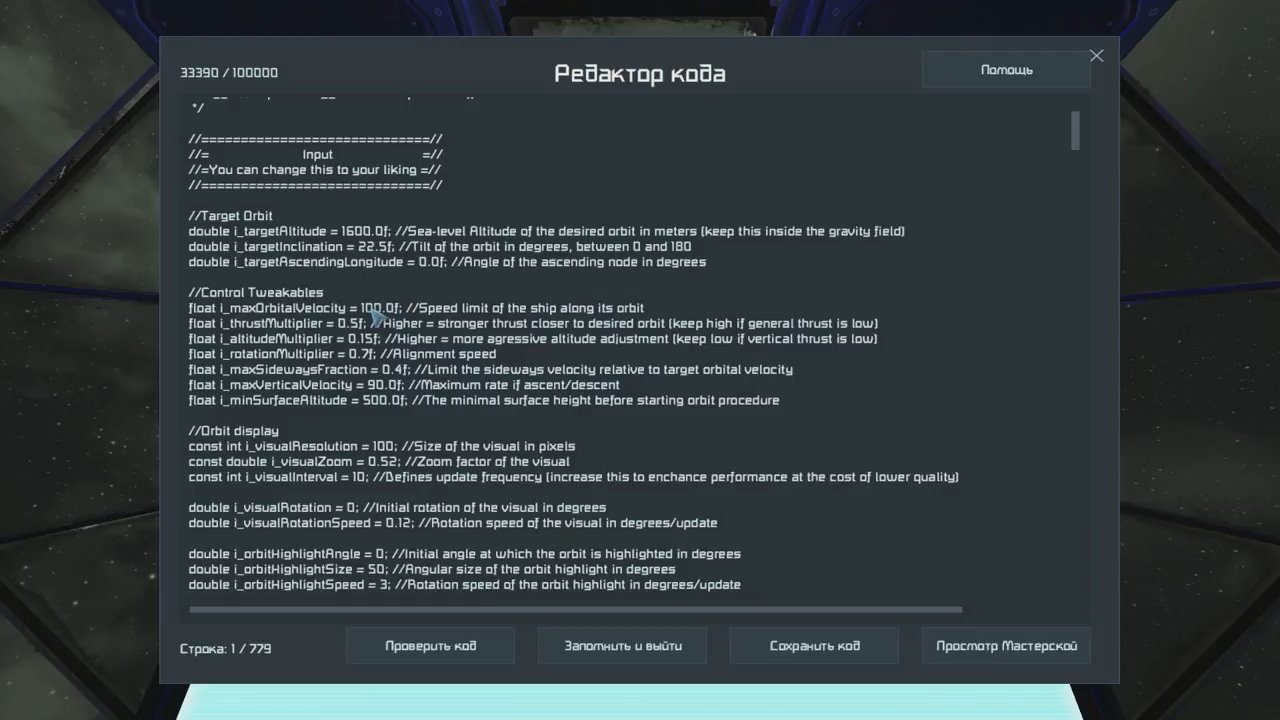 33390 / 100000
Редактор кода
Помощь
*/
//=============================//
//= Input =//
//=You can change this to your liking =//
//=============================//
//Target Orbit
double i_targetAltitude = 1600.0f; //Sea-level Altitude of the desired orbit in meters (keep this inside the gravity field)
double i_targetInclination = 22.5f; //Tilt of the orbit in degrees, between 0 and 180
double i_targetAscendingLongitude = 0.0f; //Angle of the ascending node in degrees
//Control Tweakables
float i_maxOrbitalVelocity = 100.0f; //Speed limit of the ship along its orbit
float i_thrustMultiplier = 0.5f; //Higher = stronger thrust closer to desired orbit (keep high if general thrust is low)
float i_altitudeMultiplier = 0.15f; //Higher = more agressive altitude adjustment (keep low if vertical thrust is low)
float i_rotationMultiplier = 0.7f; //Alignment speed
float i_maxSidewaysFraction = 0.4f; //Limit the sideways velocity relative to target orbital velocity
float i_maxVerticalVelocity = 90.0f; //Maximum rate if ascent/descent
float i_minSurfaceAltitude = 500.0f; //The minimal surface height before starting orbit procedure
//Orbit display
const int i_visualResolution = 100; //Size of the visual in pixels
const double i_visualZoom = 0.52; //Zoom factor of the visual
const int i_visualInterval = 10; //Defines update frequency (increase this to enchance performance at the cost of lower quality)
double i_visualRotation = 0; //Initial rotation of the visual in degrees
double i_visualRotationSpeed = 0.12; //Rotation speed of the visual in degrees/update
double i_orbitHighlightAngle = 0; //Initial angle at which the orbit is highlighted in degrees
double i_orbitHighlightSize = 50; //Angular size of the orbit highlight in degrees
double i_orbitHighlightSpeed = 3; //Rotation speed of the orbit highlight in degrees/update
Строка: 1 / 779
Проверить код
Заполнить и выйти
Сохранить код
Просмотр Мастерской